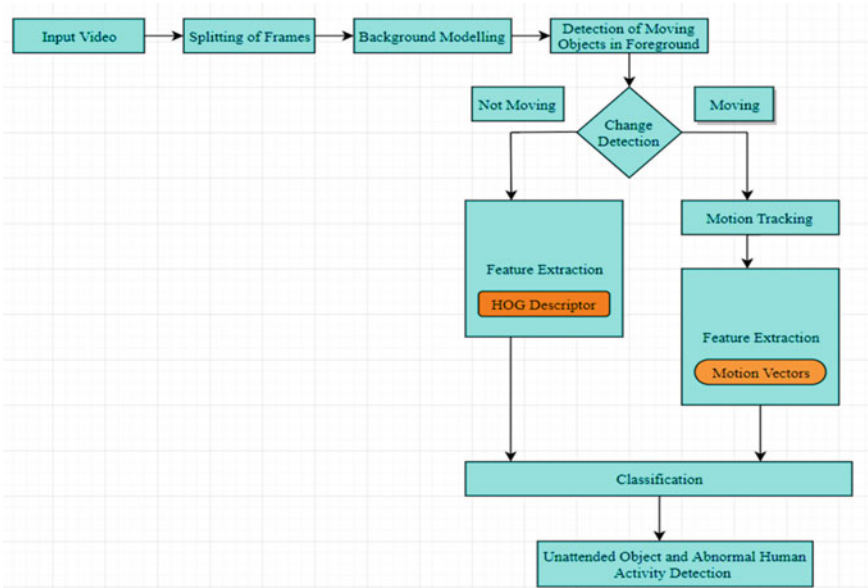 Input Video
Splitting of Frames
Background Modelling
Detection of Moving
Objects in Foreground
Not Moving
Moving
Change
Detection
Motion Tracking
Feature Extraction
HOG Descriptor
Feature Extraction
Motion Vectors
Classification
Unattended Object and Abnormal Human
Activity Detection